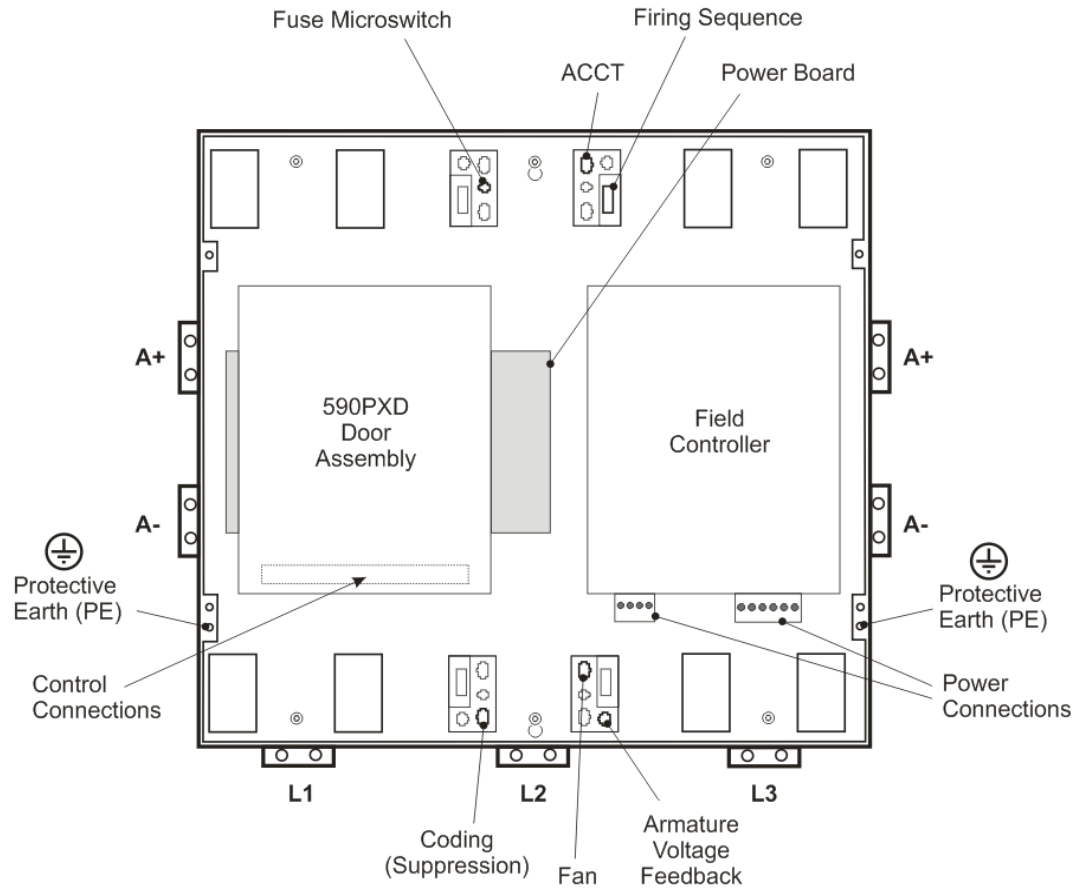 Fuse Microswitch
Firing Sequence
ACCT
Power Board
A+
A+
590PXD
Door
Assembly
Field
Controller
A-
A-
Protective
Earth (PE)
Protective
Earth (PE)
Control
Connections
Power
Connections
L1
L2
L3
Coding
(Suppression)
Fan
Armature
Voltage
Feedback